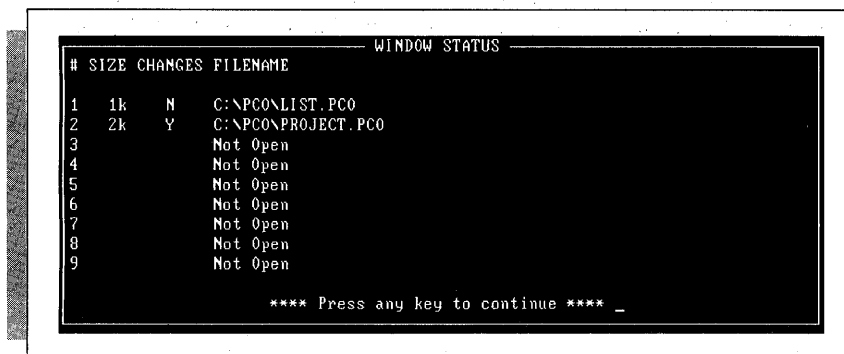 WINDOW STATUS
# SIZE CHANGES FILENAME
1 1k N C:\PCO\LIST.PCO
2 2k Y C:\PCO\PROJECT.PCO
3 Not Open
4 Not Open
5 Not Open
6 Not Open
7 Not Open
8 Not Open
9 Not Open
**** Press any key to continue **** _